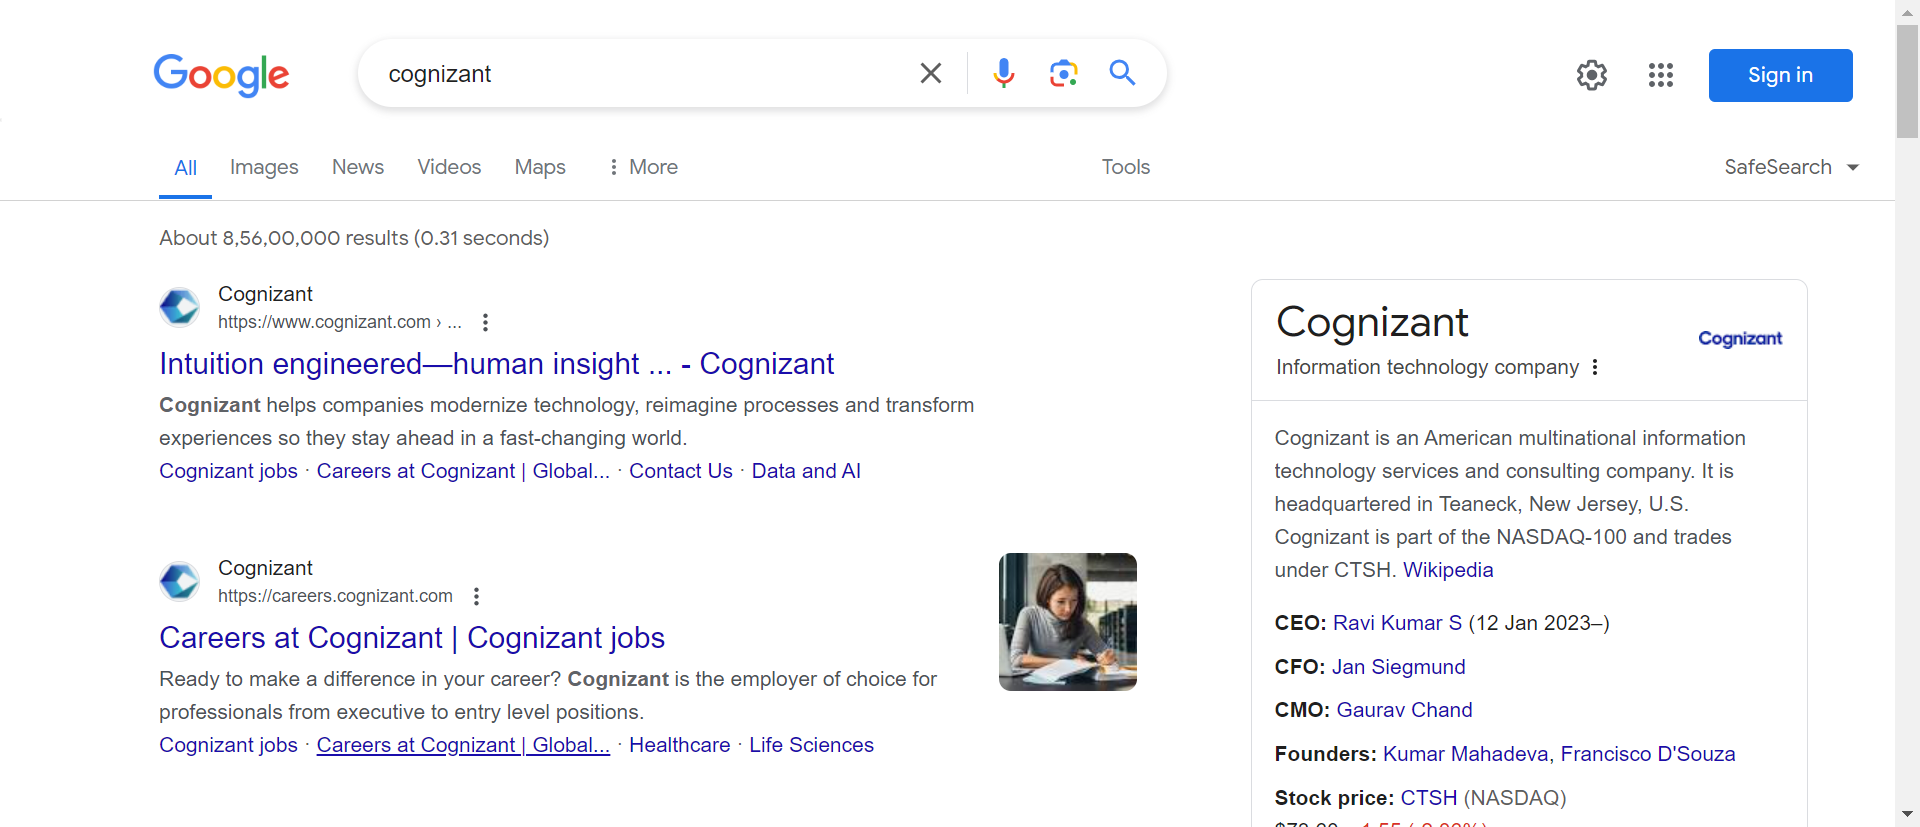 Google
cognizant
Sign in
All Images News Videos Maps More Tools SafeSearch
About 8,56,00,000 results (0.31 seconds)
Cognizant
https://www.cognizant.com › ...
Intuition engineered—human insight ... - Cognizant
Cognizant helps companies modernize technology, reimagine processes and transform
experiences so they stay ahead in a fast-changing world.
Cognizant jobs · Careers at Cognizant | Global... · Contact Us · Data and AI
Cognizant
https://careers.cognizant.com
Careers at Cognizant | Cognizant jobs
Ready to make a difference in your career? Cognizant is the employer of choice for
professionals from executive to entry level positions.
Cognizant jobs · Careers at Cognizant | Global... · Healthcare · Life Sciences
Cognizant
Cognizant
Information technology company
Cognizant is an American multinational information
technology services and consulting company. It is
headquartered in Teaneck, New Jersey, U.S.
Cognizant is part of the NASDAQ-100 and trades
under CTSH. Wikipedia
CEO: Ravi Kumar S (12 Jan 2023–)
CFO: Jan Siegmund
CMO: Gaurav Chand
Founders: Kumar Mahadeva, Francisco D'Souza
Stock price: CTSH (NASDAQ)